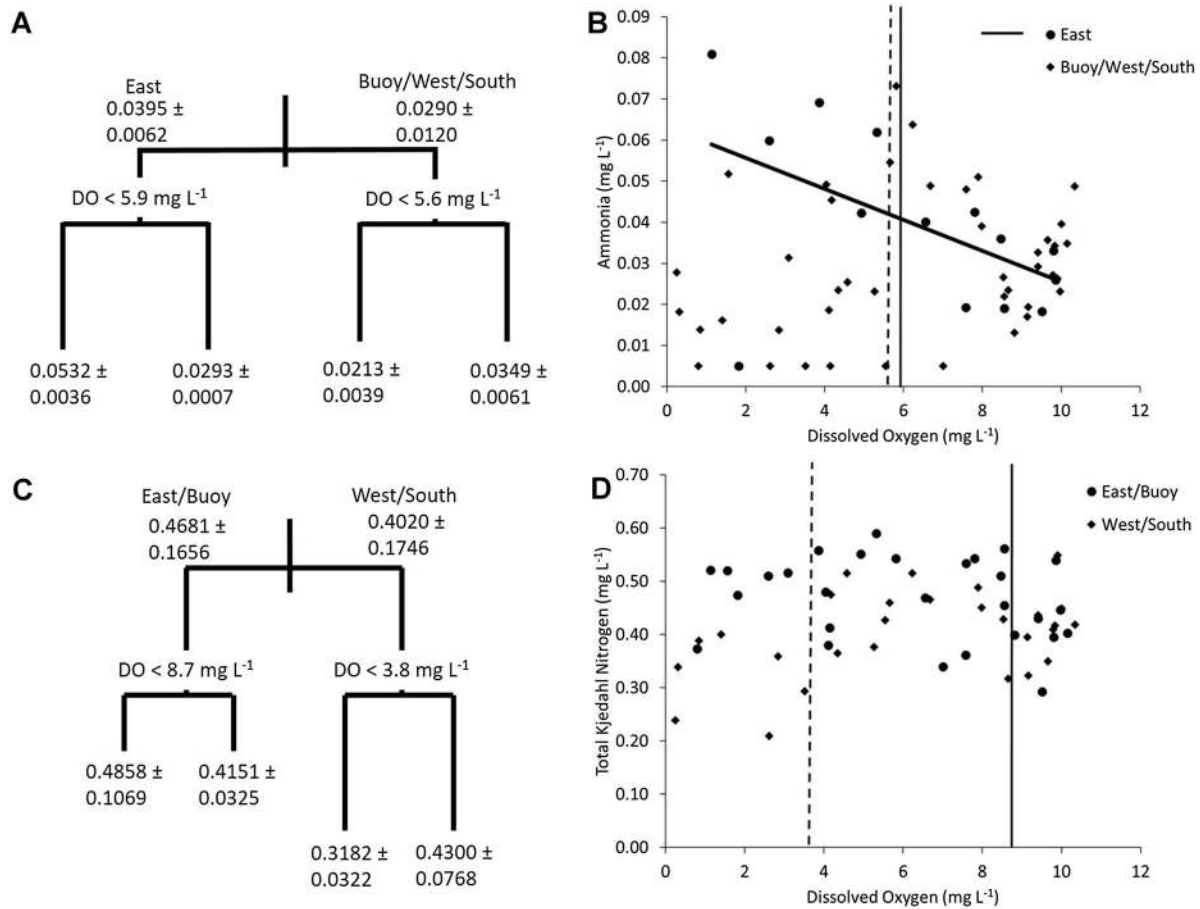 A
East
0.0395 ±
0.0062
Buoy/West/South
0.0290 ±
0.0120
DO < 5.9 mg L-1
DO < 5.6 mg L-1
0.0532 ±
0.0036
0.0293 ±
0.0007
0.0213 ±
0.0039
0.0349 ±
0.0061
B
Ammonia (mg L-1)
0.09
0.08
0.07
0.06
0.05
0.04
0.03
0.02
0.01
0.00
0 2 4 6 8 10 12
Dissolved Oxygen (mg L-1)
East
Buoy/West/South
C
East/Buoy
0.4681 ±
0.1656
West/South
0.4020 ±
0.1746
DO < 8.7 mg L-1
DO < 3.8 mg L-1
0.4858 ±
0.1069
0.4151 ±
0.0325
0.3182 ±
0.0322
0.4300 ±
0.0768
D
Total Kjedahl Nitrogen (mg L-1)
0.70
0.60
0.50
0.40
0.30
0.20
0.10
0.00
0 2 4 6 8 10 12
Dissolved Oxygen (mg L-1)
East/Buoy
West/South